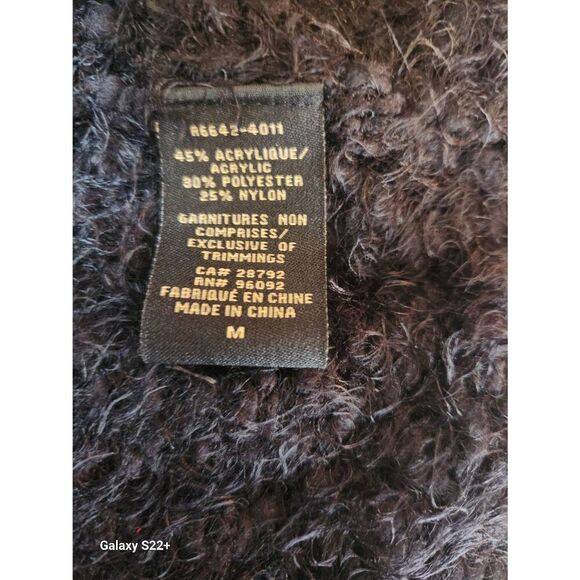 R6642-4011
45% ACRYLIQUE/
ACRYLIC
30% POLYESTER
25% NYLON
GARNITURES NON
COMPRISES/
EXCLUSIVE OF
TRIMMINGS
CA# 28792
RN# 96092
FABRIQUÉ EN CHINE
MADE IN CHINA
M
Galaxy S22+